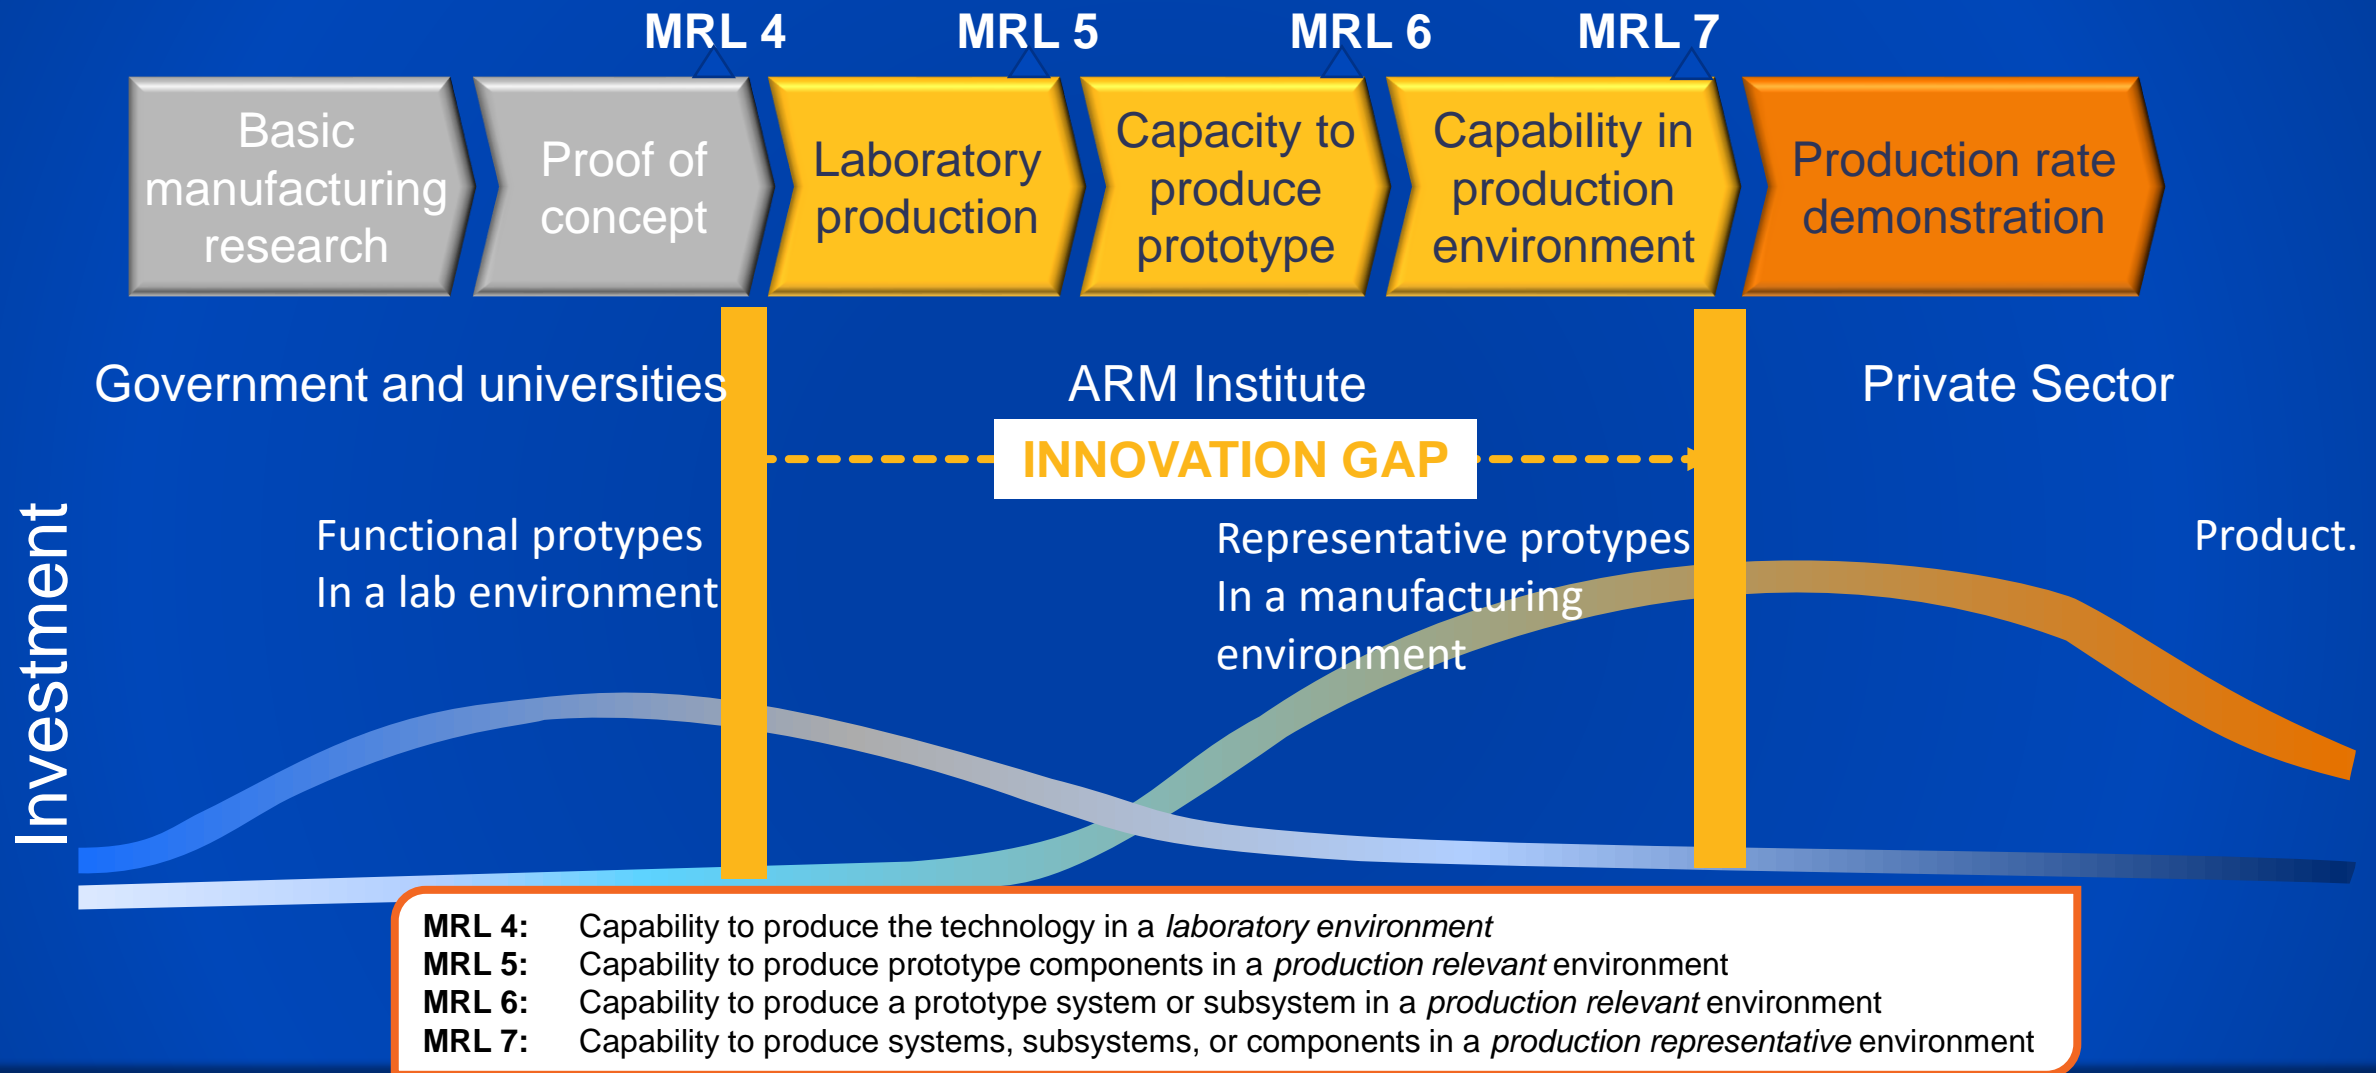 MRL 4
MRL 5
MRL 6
MRL 7
Basic
manufacturing
research
Proof of
concept
Laboratory
production
Capacity to
produce
prototype
Capability in
production
environment
Production rate
demonstration
Government and universities
ARM Institute
Private Sector
INNOVATION GAP
Investment
Functional protypes
In a lab environment
Representative protypes
In a manufacturing
environment
Product.
MRL 4: Capability to produce the technology in a laboratory environment
MRL 5: Capability to produce prototype components in a production relevant environment
MRL 6: Capability to produce a prototype system or subsystem in a production relevant environment
MRL 7: Capability to produce systems, subsystems, or components in a production representative environment